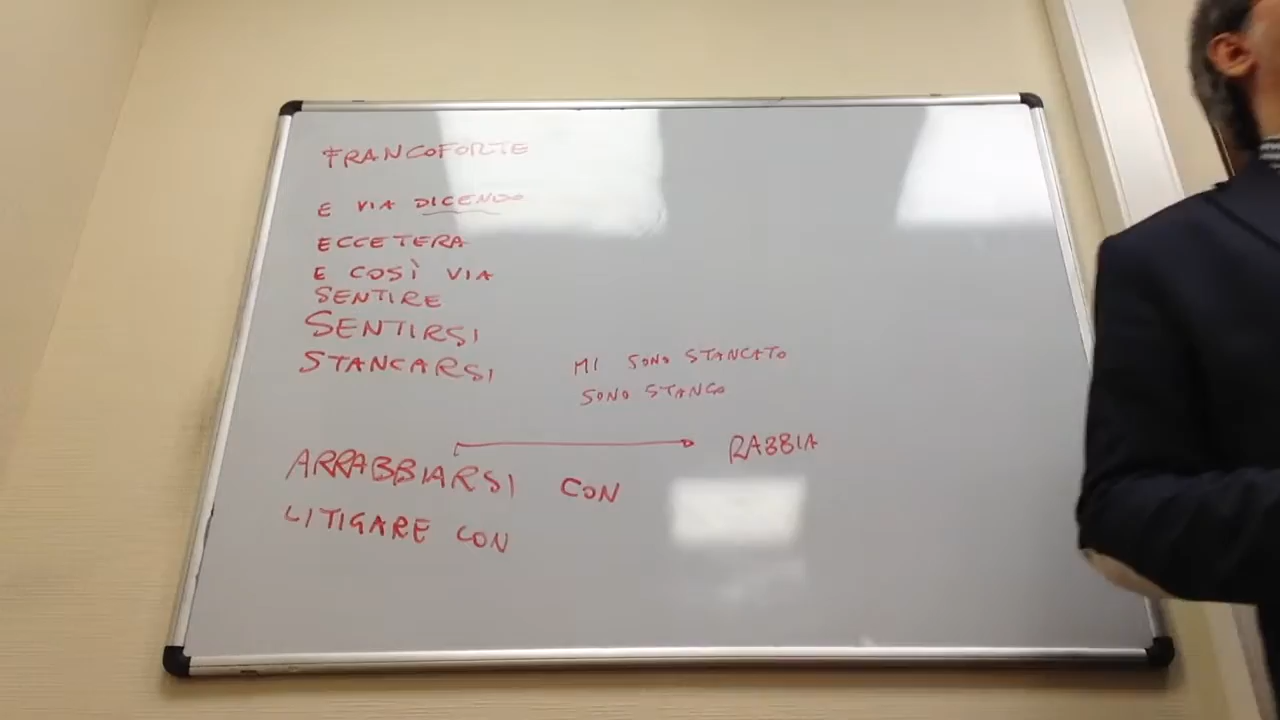 FRANCOFORTE
E VIA DICENDO
ECCETERA
E COSÌ VIA
SENTIRE
SENTIRSI
STANCARSI
MI SONO STANCATO
SONO STANCO
ARRABBIARSI CON
RABBIA
LITIGARE CON